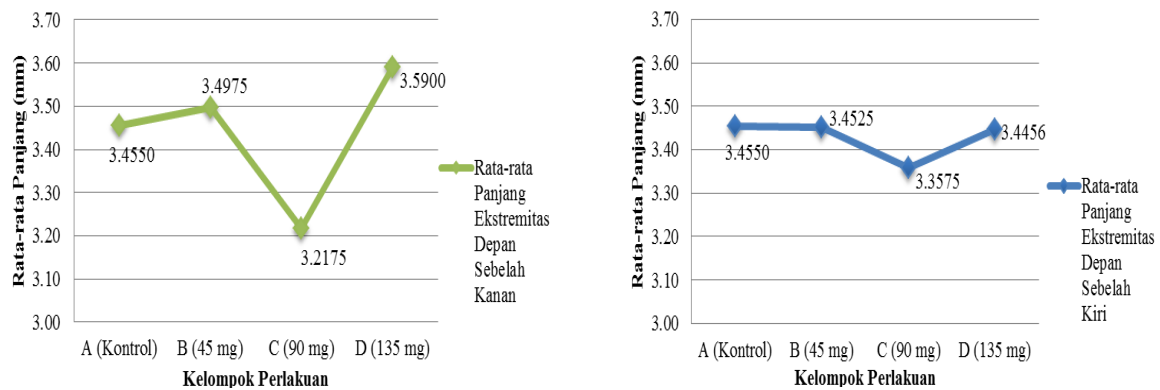 Rata-rata Panjang (mm)
3.70
3.60
3.50
3.40
3.30
3.20
3.10
3.00
3.4550
3.4975
3.2175
3.5900
A (Kontrol) B (45 mg) C (90 mg) D (135 mg)
Kelompok Perlakuan
Rata-rata
Panjang
Ekstremitas
Depan
Sebelah
Kanan
Rata-rata Panjang (mm)
3.70
3.60
3.50
3.40
3.30
3.20
3.10
3.00
3.4550
3.4525
3.3575
3.4456
A (Kontrol) B (45 mg) C (90 mg) D (135 mg)
Kelompok Perlakuan
Rata-rata
Panjang
Ekstremitas
Depan
Sebelah
Kiri